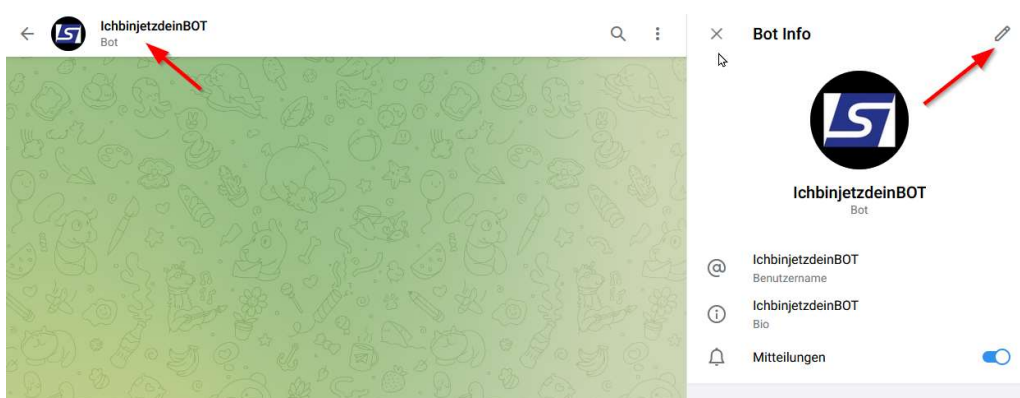 IchbinjetzdeinBOT
Bot
Bot Info
IchbinjetzdeinBOT
Bot
IchbinjetzdeinBOT
Benutzername
IchbinjetzdeinBOT
Bio
Mitteilungen